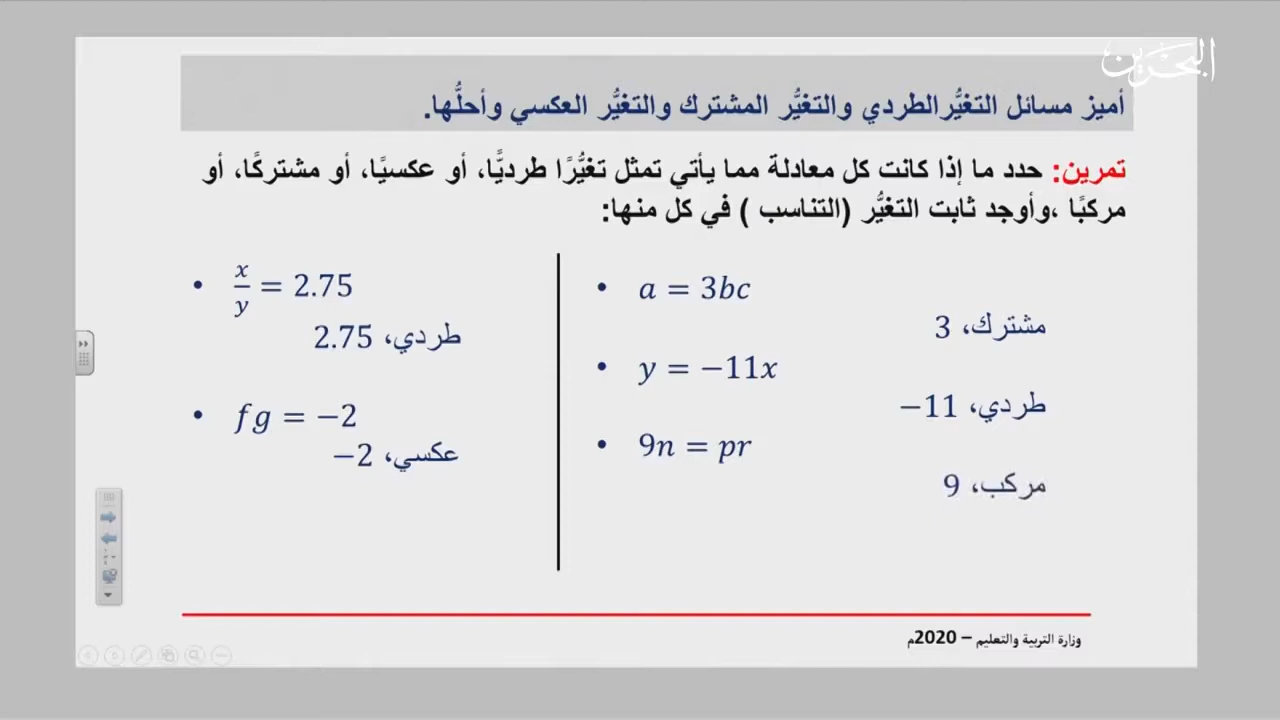 البحرين
أميز مسائل التغيُّرالطردي والتغيُّر المشترك والتغيُّر العكسي وأحلُّها.
تمرين: حدد ما إذا كانت كل معادلة مما يأتي تمثل تغيُّرًا طرديًّا، أو عكسيًا، أو مشتركًا، أو
مركبًا ،وأوجد ثابت التغيُّر (التناسب ) في كل منها:
• a = 3bc
مشترك، 3
• y = −11x
طردي، −11
• 9n = pr
مركب، 9
• x/y = 2.75
طردي، 2.75
• fg = −2
عكسي، −2
وزارة التربية والتعليم – 2020م